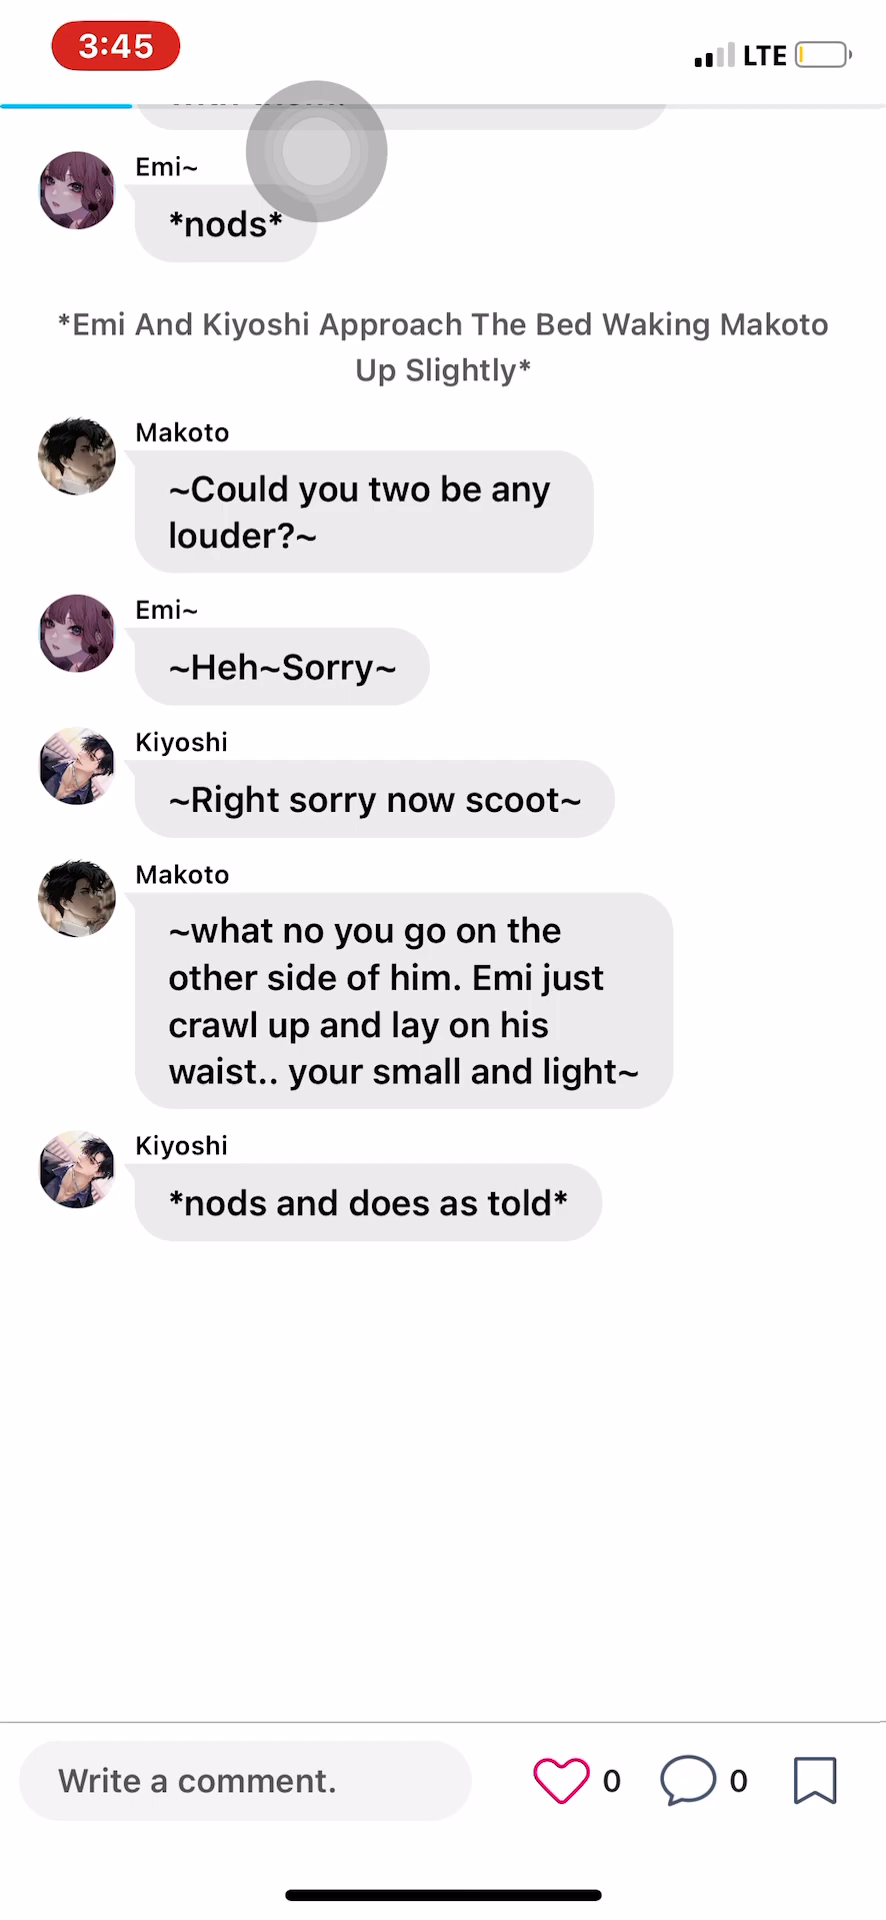 3:45
LTE
Emi~
*nods*
*Emi And Kiyoshi Approach The Bed Waking Makoto
Up Slightly*
Makoto
~Could you two be any
louder?~
Emi~
~Heh~Sorry~
Kiyoshi
~Right sorry now scoot~
Makoto
~what no you go on the
other side of him. Emi just
crawl up and lay on his
waist.. your small and light~
Kiyoshi
*nods and does as told*
Write a comment.
0
0